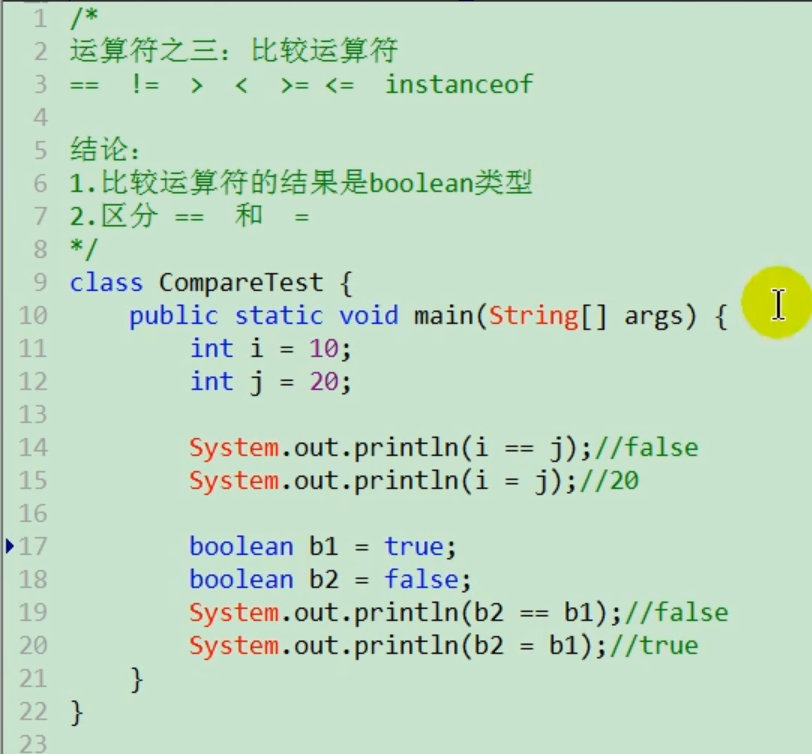 1 /*
2 运算符之三：比较运算符
3 ==  !=  >  <  >= <=  instanceof
4
5 结论：
6 1.比较运算符的结果是boolean类型
7 2.区分 ==  和  =
8 */
9 class CompareTest {
10     public static void main(String[] args) {
11         int i = 10;
12         int j = 20;
13
14         System.out.println(i == j);//false
15         System.out.println(i = j);//20
16
17         boolean b1 = true;
18         boolean b2 = false;
19         System.out.println(b2 == b1);//false
20         System.out.println(b2 = b1);//true
21     }
22 }
23